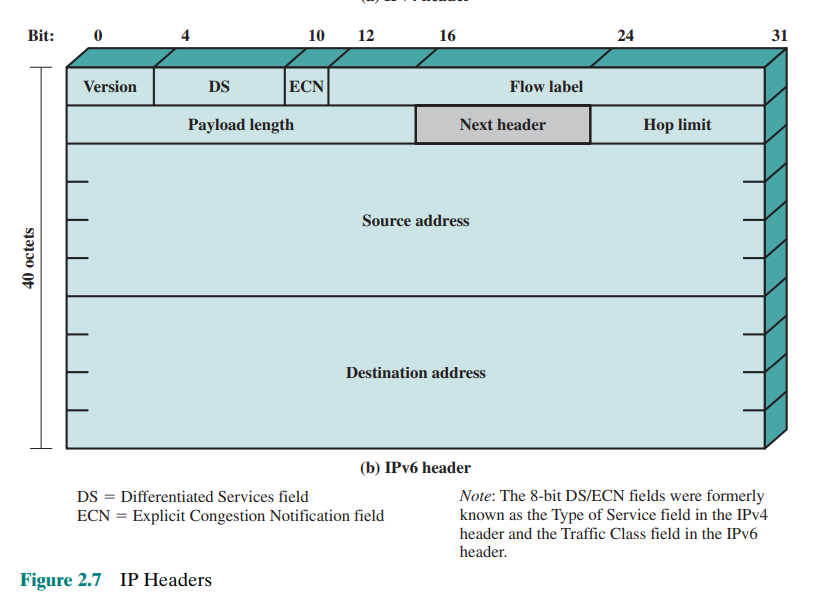 Bit: 0 4 10 12 16 24 31
Version DS ECN Flow label
Payload length Next header Hop limit
Source address
40 octets
Destination address
(b) IPv6 header
DS = Differentiated Services field
ECN = Explicit Congestion Notification field
Note: The 8-bit DS/ECN fields were formerly
known as the Type of Service field in the IPv4
header and the Traffic Class field in the IPv6
header.
Figure 2.7 IP Headers